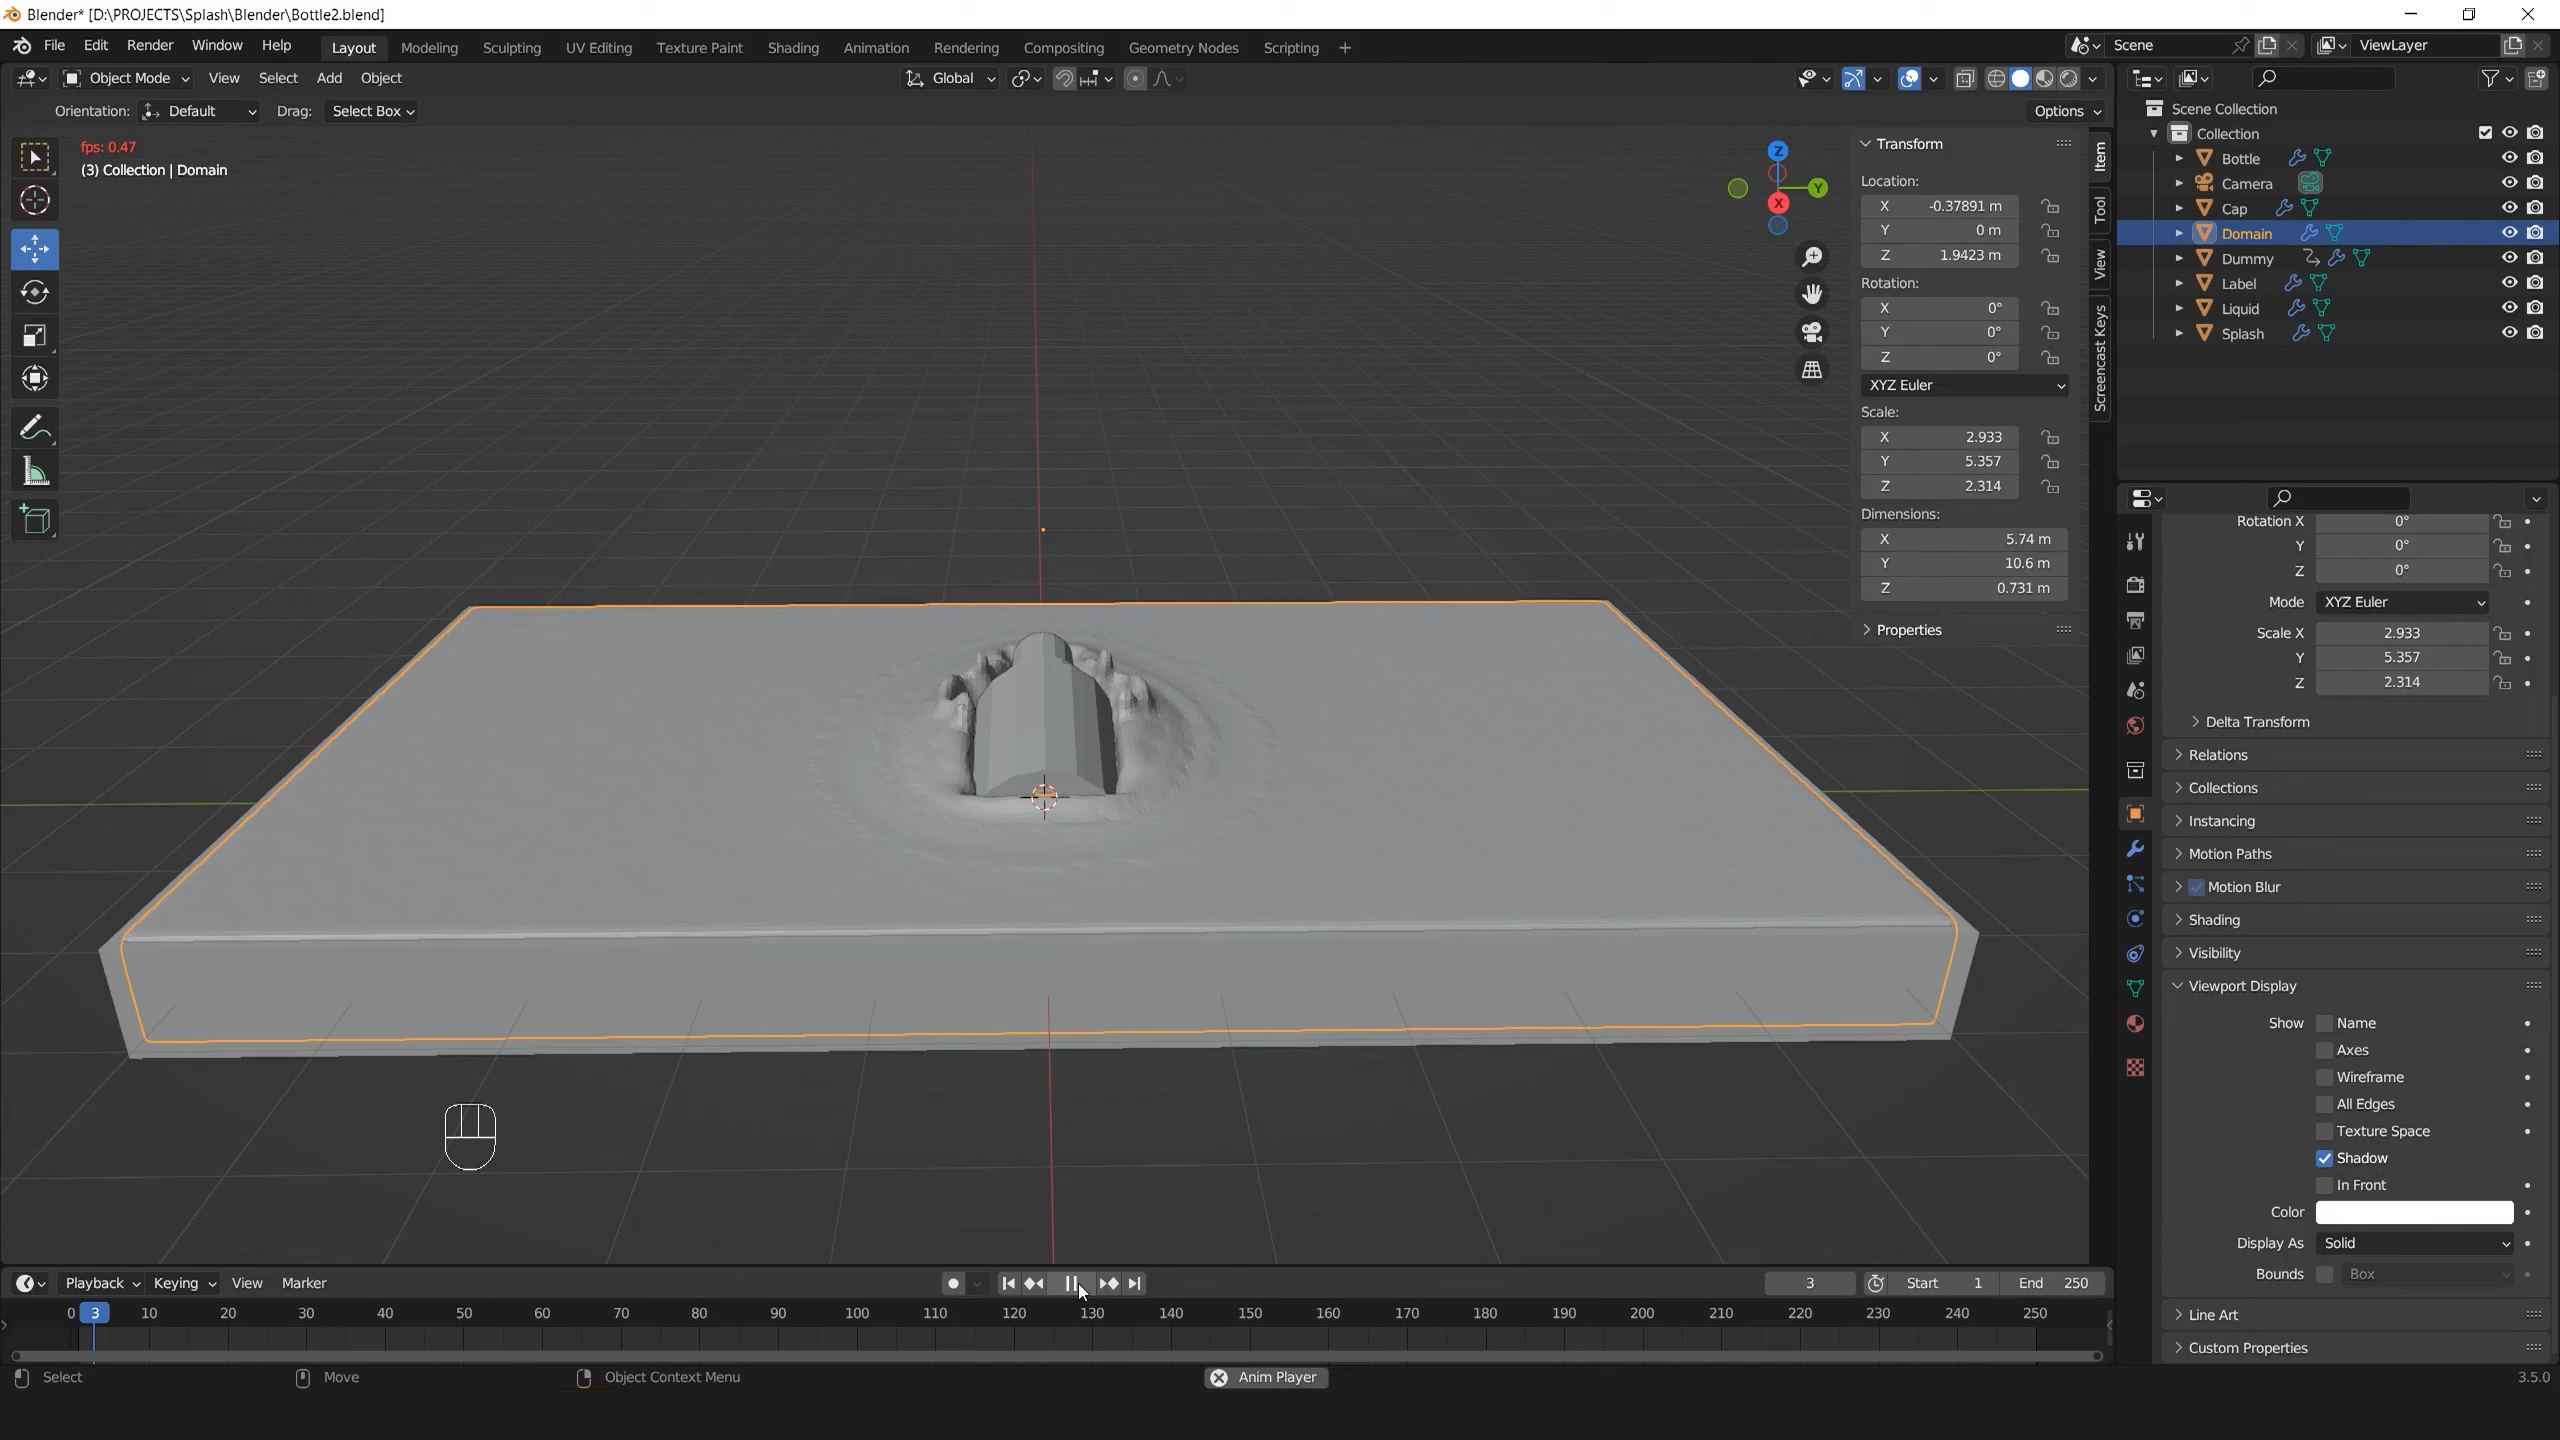 Blender* [D:\PROJECTS\Splash\Blender\Bottle2.blend]
File Edit Render Window Help Layout Modeling Sculpting UV Editing Texture Paint Shading Animation Rendering Compositing Geometry Nodes Scripting + Scene ViewLayer
Object Mode View Select Add Object Global
Orientation: Default Drag: Select Box Options
fps: 0.47
(3) Collection | Domain
Z
Y
X
Transform
Location:
X -0.37891 m
Y 0 m
Z 1.9423 m
Rotation:
X 0°
Y 0°
Z 0°
XYZ Euler
Scale:
X 2.933
Y 5.357
Z 2.314
Dimensions:
X 5.74 m
Y 10.6 m
Z 0.731 m
Properties
Item
Tool
View
Screencast Keys
Scene Collection
Collection
Bottle
Camera
Cap
Domain
Dummy
Label
Liquid
Splash
Rotation X 0°
Y 0°
Z 0°
Mode XYZ Euler
Scale X 2.933
Y 5.357
Z 2.314
Delta Transform
Relations
Collections
Instancing
Motion Paths
Motion Blur
Shading
Visibility
Viewport Display
Show Name
Axes
Wireframe
All Edges
Texture Space
Shadow
In Front
Color
Display As Solid
Bounds Box
Line Art
Custom Properties
Playback Keying View Marker 3 Start 1 End 250
0 3 10 20 30 40 50 60 70 80 90 100 110 120 130 140 150 160 170 180 190 200 210 220 230 240 250
Select Move Object Context Menu Anim Player 3.5.0